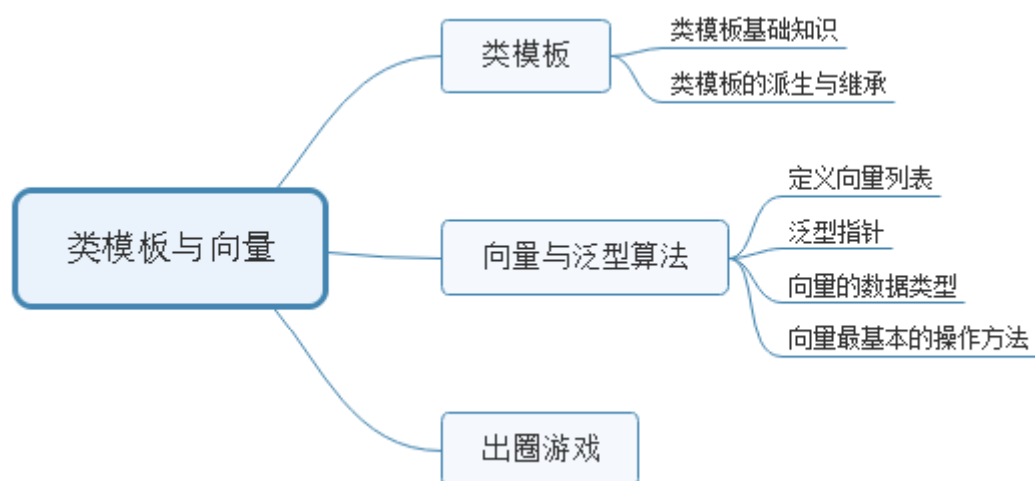 类模板与向量
类模板
类模板基础知识
类模板的派生与继承
向量与泛型算法
定义向量列表
泛型指针
向量的数据类型
向量最基本的操作方法
出圈游戏